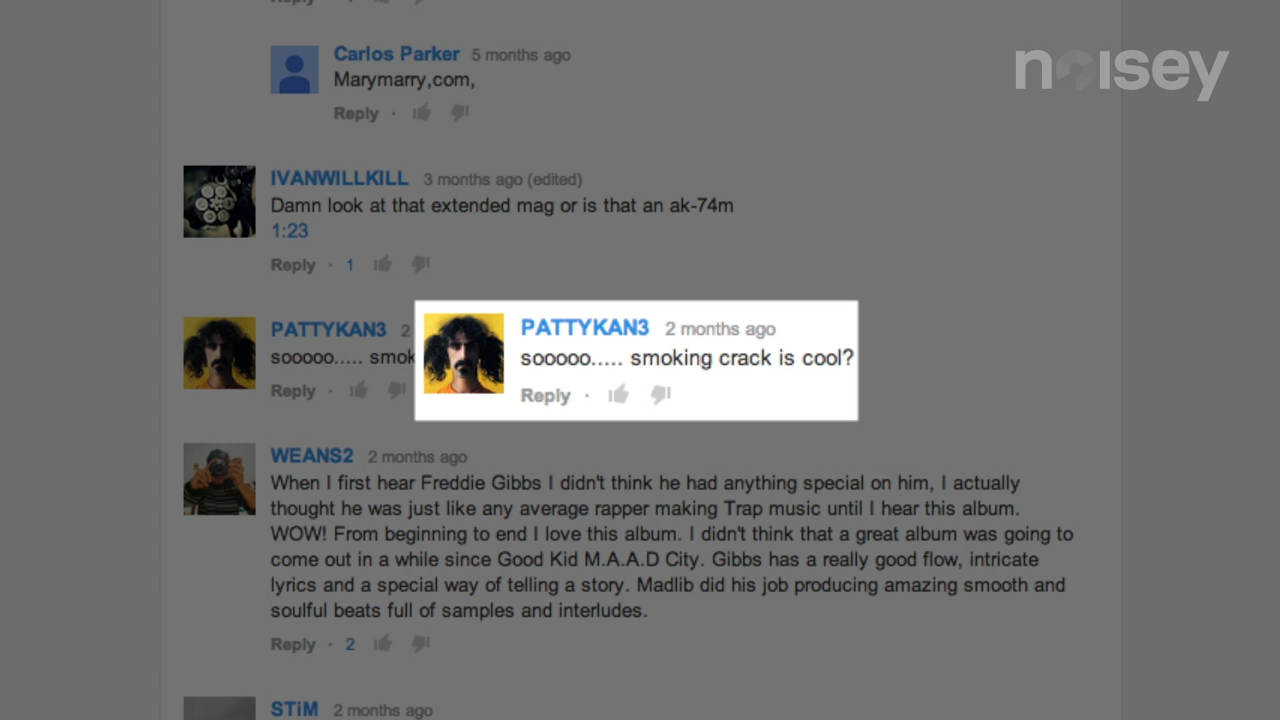 Reply
noisey
Carlos Parker 5 months ago
Marymarry,com,
Reply ·
IVANWILLKILL 3 months ago (edited)
Damn look at that extended mag or is that an ak-74m
1:23
Reply · 1
PATTYKAN3 2
sooooo..... smok
Reply ·
PATTYKAN3 2 months ago
sooooo..... smoking crack is cool?
Reply ·
WEANS2 2 months ago
When I first hear Freddie Gibbs I didn't think he had anything special on him, I actually
thought he was just like any average rapper making Trap music until I hear this album.
WOW! From beginning to end I love this album. I didn't think that a great album was going to
come out in a while since Good Kid M.A.A.D City. Gibbs has a really good flow, intricate
lyrics and a special way of telling a story. Madlib did his job producing amazing smooth and
soulful beats full of samples and interludes.
Reply · 2
STiM 2 months ago